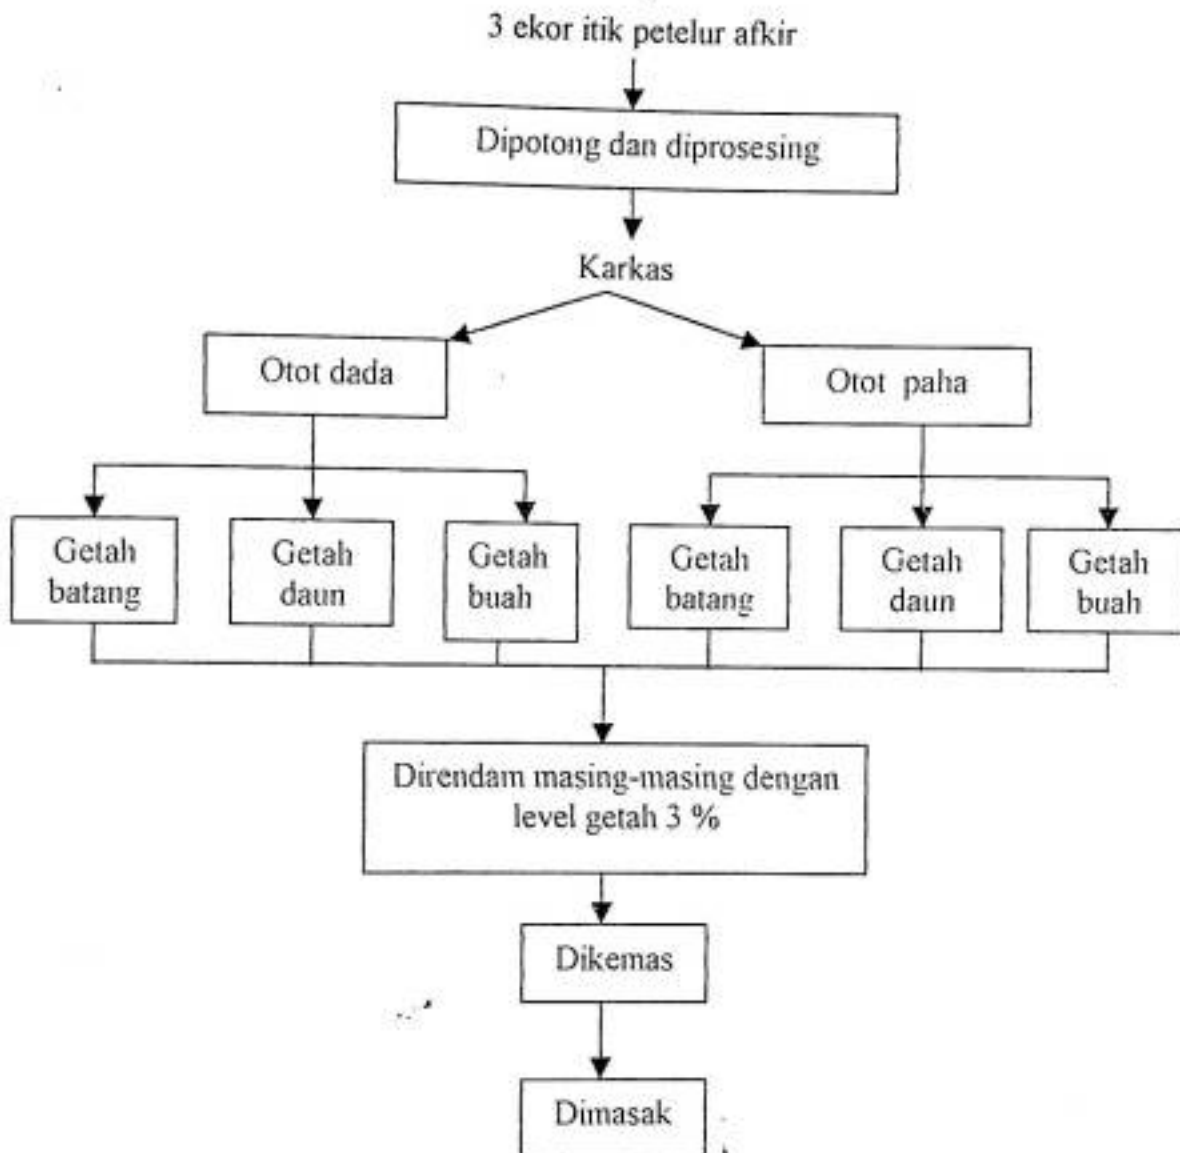 3 ekor itik petelur afkir
Dipotong dan diprosesing
Karkas
Otot dada
Otot paha
Getah
batang
Getah
daun
Getah
buah
Getah
batang
Getah
daun
Getah
buah
Direndam masing-masing dengan
level getah 3 %
Dikemas
Dimasak